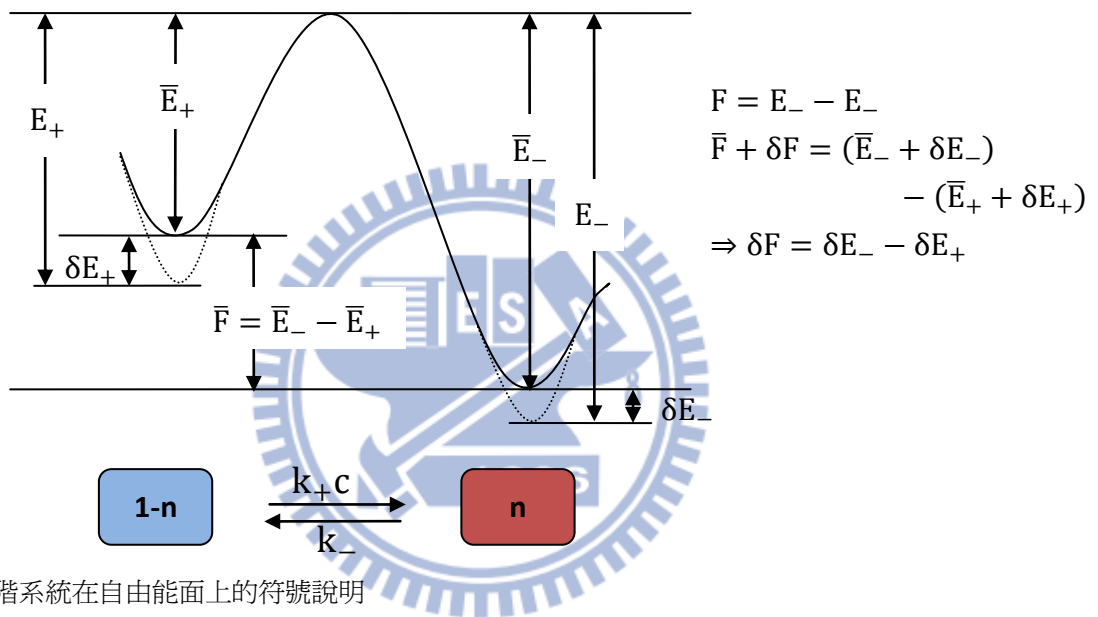 E₊
Ē₊
Ē₋
E₋
δE₊
F̄ = Ē₋ − Ē₊
δE₋
F = E₋ − E₋
F̄ + δF = (Ē₋ + δE₋)
− (Ē₊ + δE₊)
⇒ δF = δE₋ − δE₊
ES
1-n
k₊c
k₋
n
階系統在自由能面上的符號說明